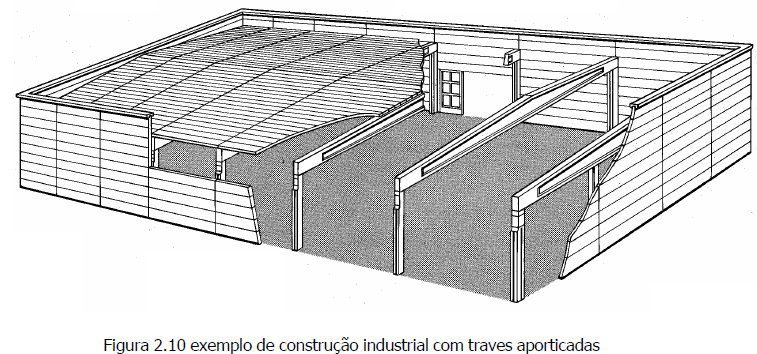 Figura 2.10 exemplo de construção industrial com traves aporticadas